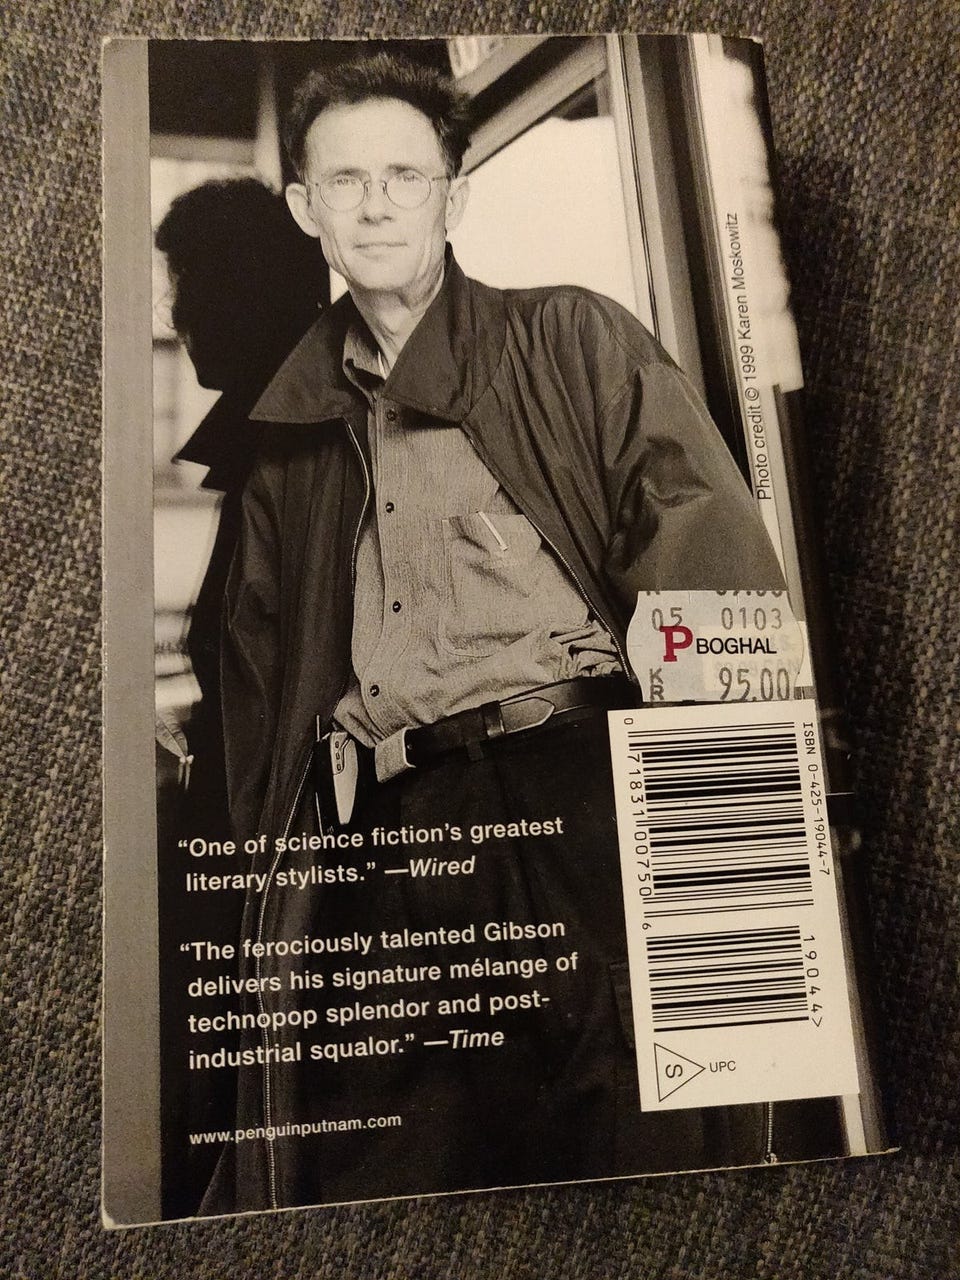 Photo credit © 1999 Karen Moskowitz
05 0103
P BOGHAL
KR 95.00
ISBN 0-425-19044-7
0 71831 00750 6
19044>
S UPC
“One of science fiction’s greatest
literary stylists.” —Wired
“The ferociously talented Gibson
delivers his signature mélange of
technopop splendor and post-
industrial squalor.” —Time
www.penguinputnam.com